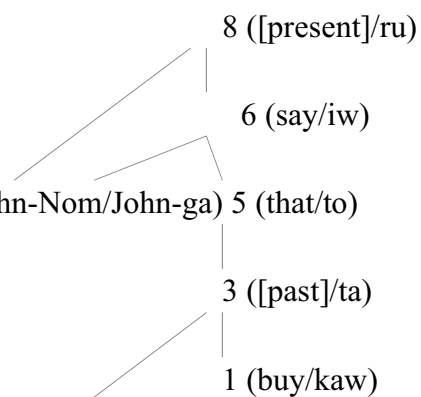 8 ([present]/ru)
6 (say/iw)
hn-Nom/John-ga) 5 (that/to)
3 ([past]/ta)
1 (buy/kaw)